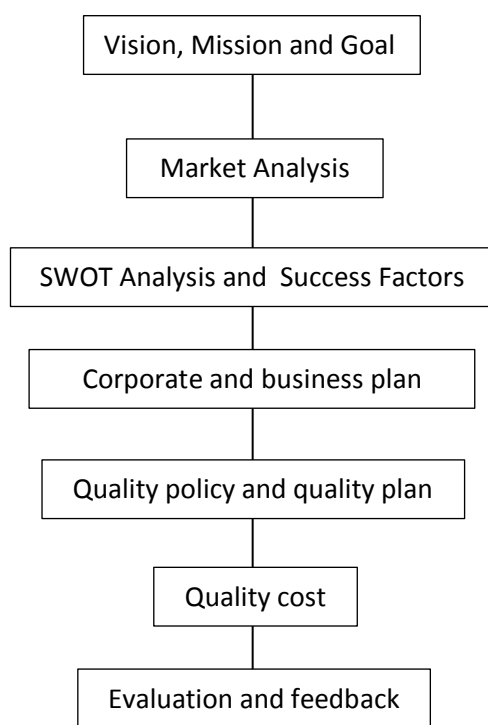 Vision, Mission and Goal
Market Analysis
SWOT Analysis and Success Factors
Corporate and business plan
Quality policy and quality plan
Quality cost
Evaluation and feedback